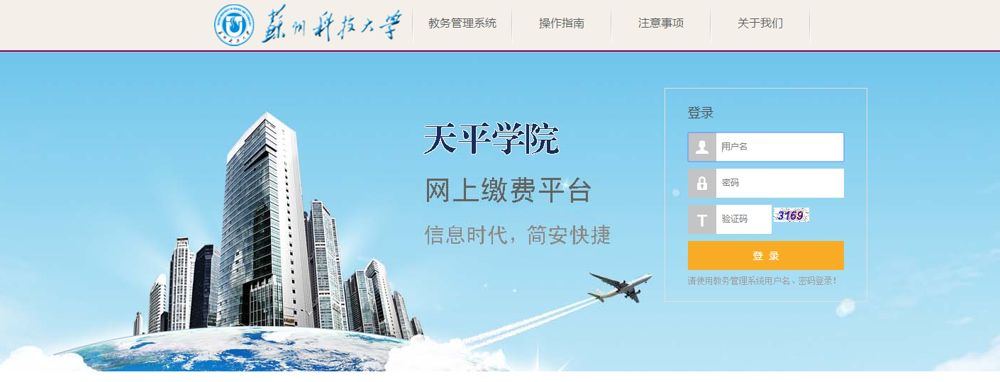 蘇州科技大学
教务管理系统
操作指南
注意事项
关于我们
天平学院
网上缴费平台
信息时代，简安快捷
登录
用户名
密码
T
验证码
3169
登 录
请使用教务管理系统用户名、密码登录！